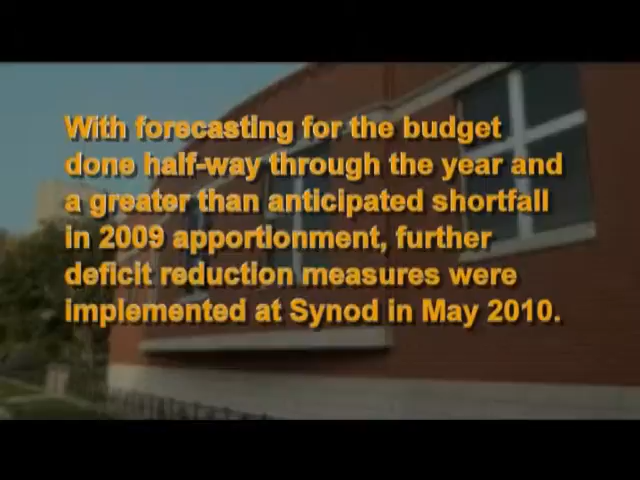 With forecasting for the budget
done half-way through the year and
a greater than anticipated shortfall
in 2009 apportionment, further
deficit reduction measures were
implemented at Synod in May 2010.